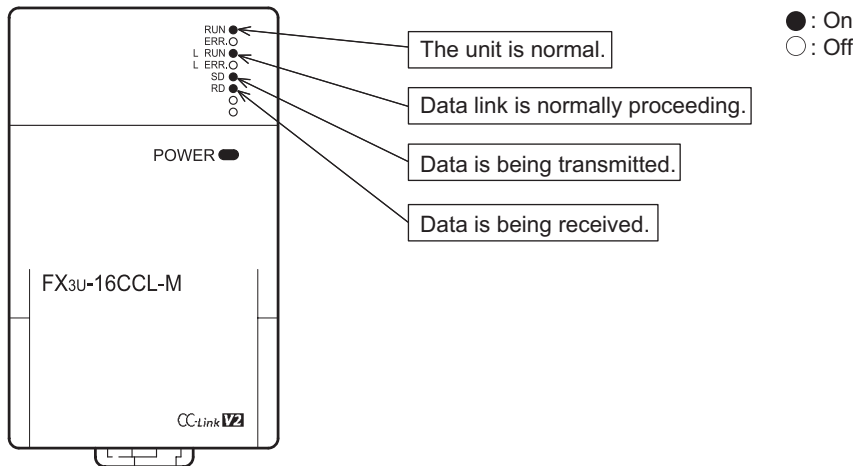 RUN
ERR.
L RUN
L ERR.
SD
RD
POWER
FX3U-16CCL-M
CC-Link V2
The unit is normal.
Data link is normally proceeding.
Data is being transmitted.
Data is being received.
: On
: Off